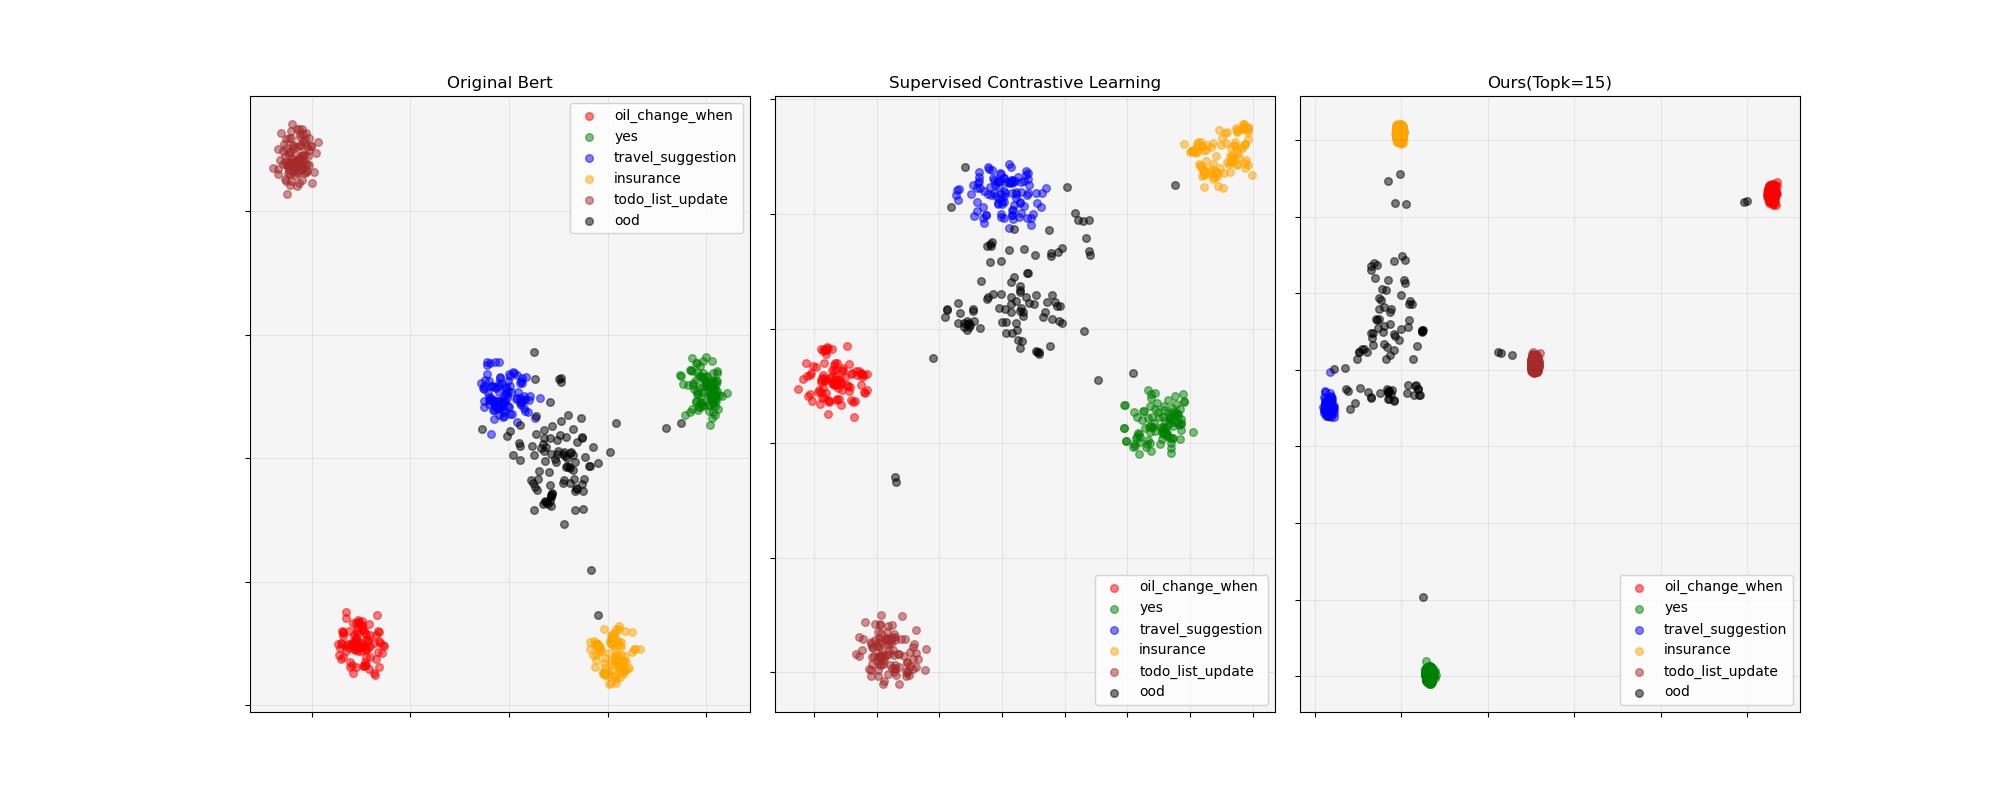 Original Bert
oil_change_when
yes
travel_suggestion
insurance
todo_list_update
ood
Supervised Contrastive Learning
oil_change_when
yes
travel_suggestion
insurance
todo_list_update
ood
Ours(Topk=15)
oil_change_when
yes
travel_suggestion
insurance
todo_list_update
ood